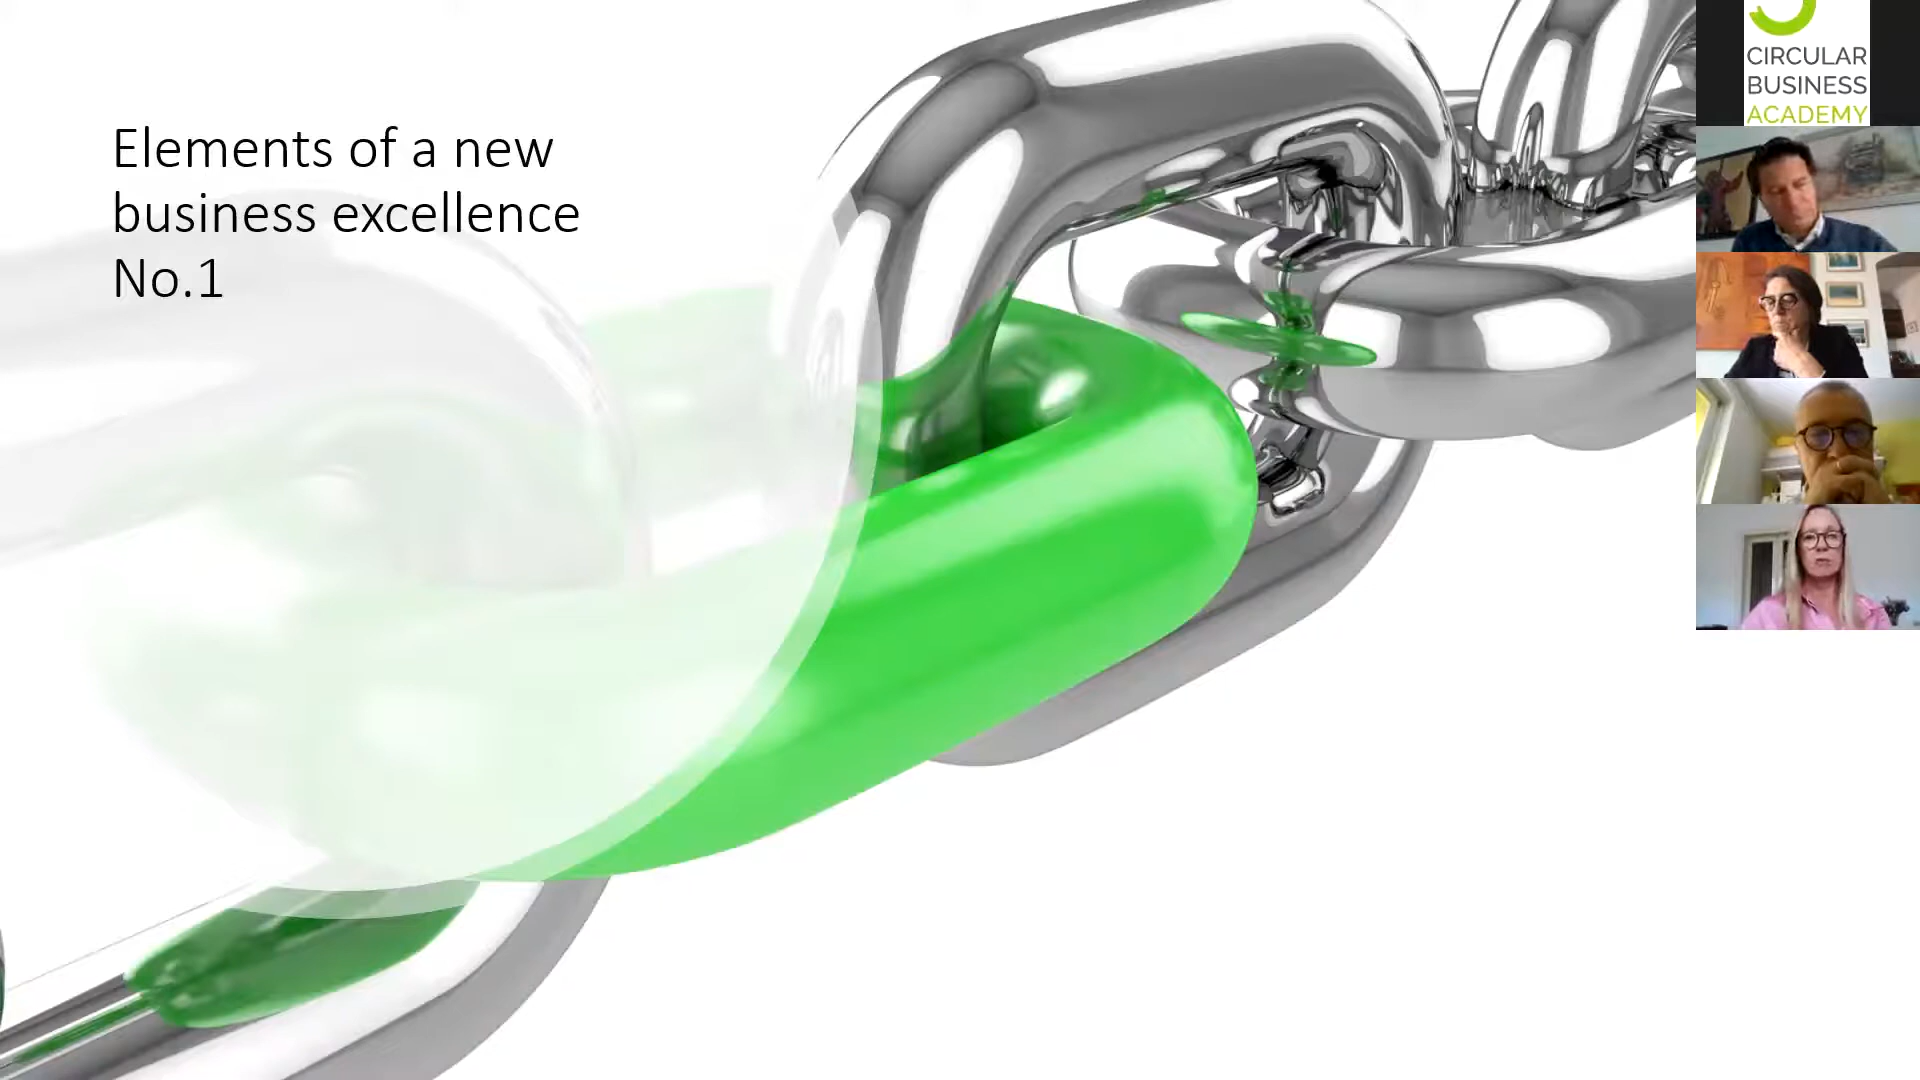 Elements of a new
business excellence
No.1
CIRCULAR
BUSINESS
ACADEMY